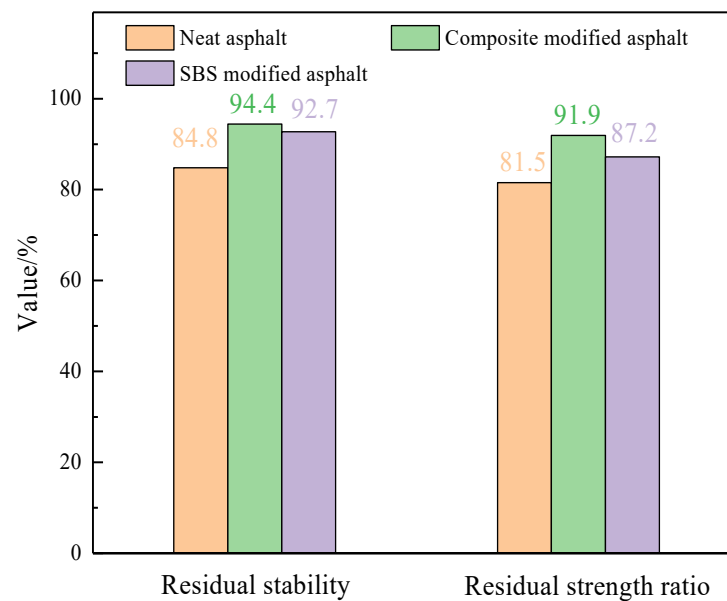 Neat asphalt
Composite modified asphalt
SBS modified asphalt
100
80
60
40
20
0
Value/%
84.8
94.4
92.7
81.5
91.9
87.2
Residual stability
Residual strength ratio